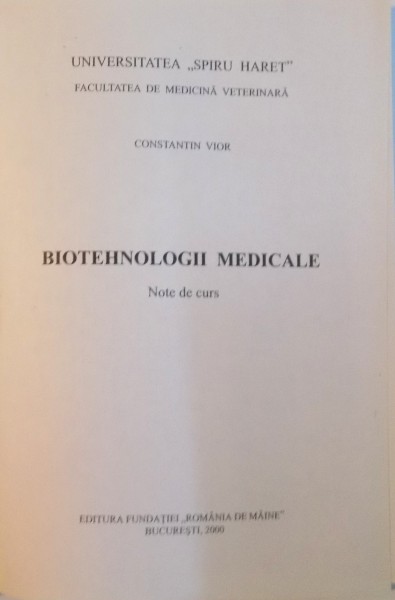 UNIVERSITATEA „SPIRU HARET"
FACULTATEA DE MEDICINĂ VETERINARĂ
CONSTANTIN VIOR
BIOTEHNOLOGII MEDICALE
Note de curs
EDITURA FUNDAȚIEI „ROMÂNIA DE MÂINE"
BUCUREȘTI, 2000